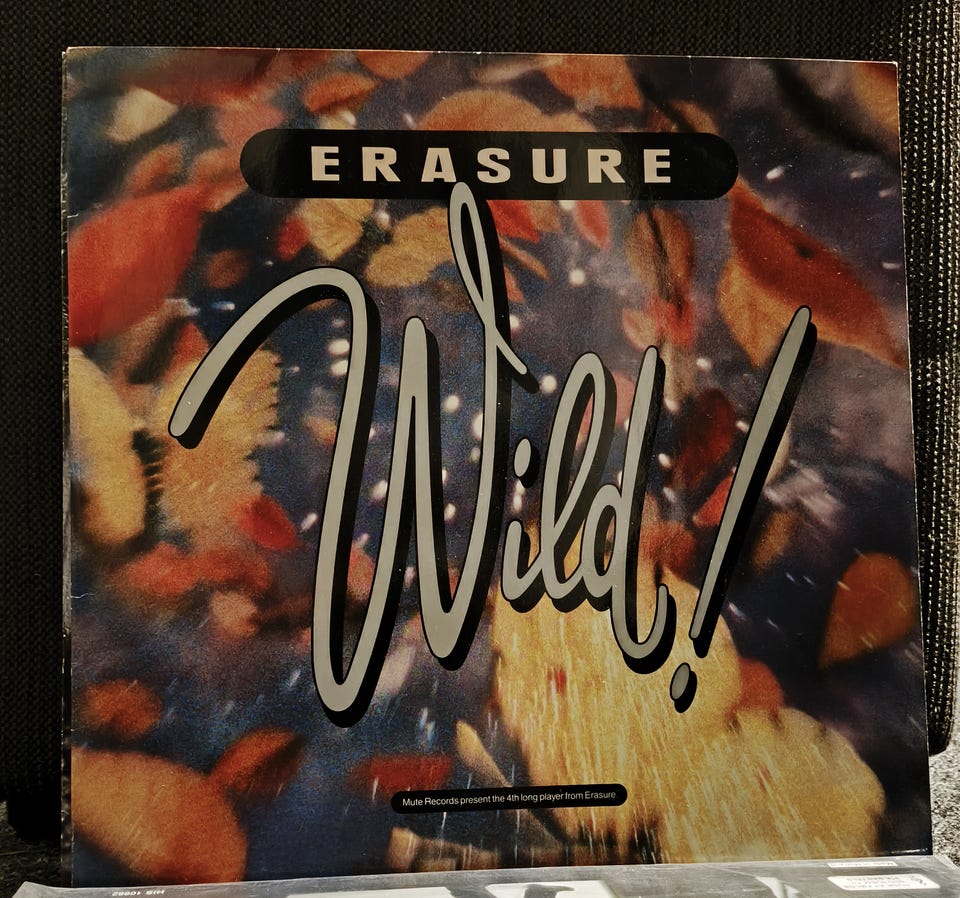 ERASURE
Wild!
Mute Records present the 4th long player from Erasure